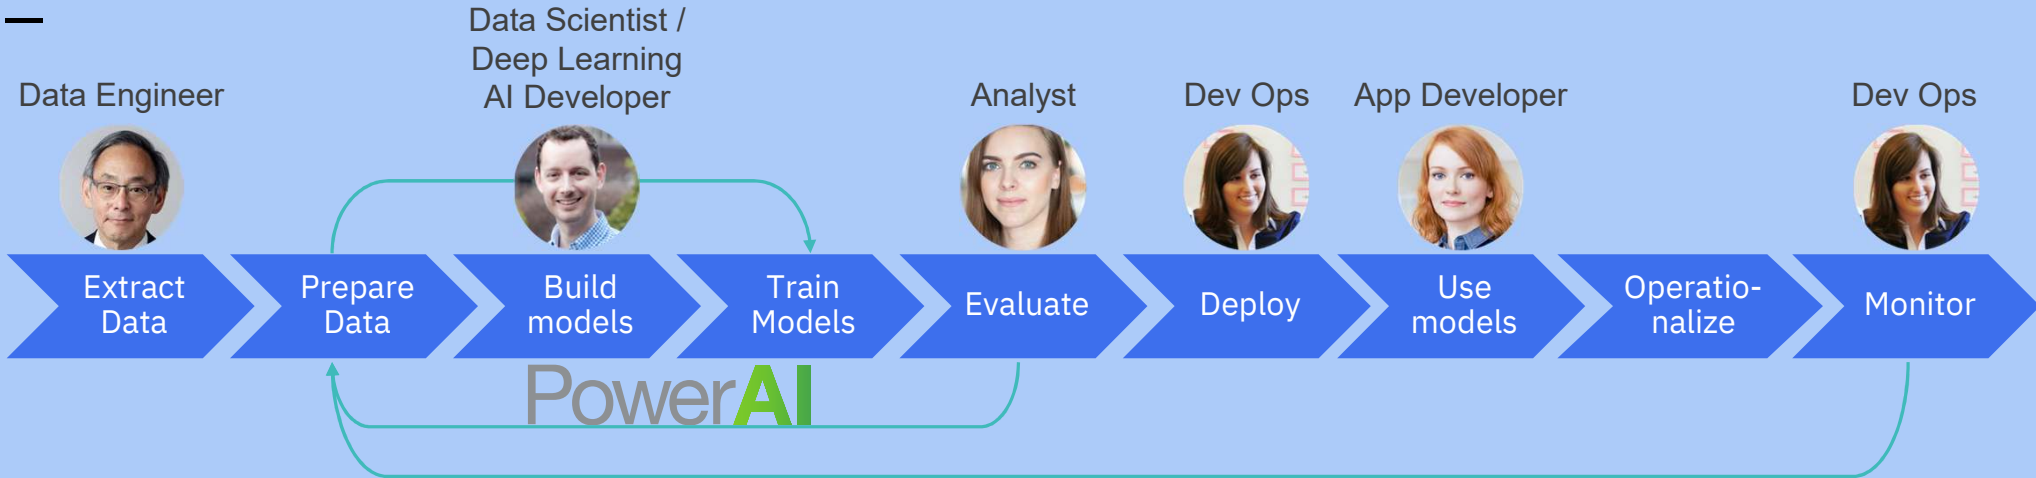 Data Scientist /
Deep Learning
AI Developer
Data Engineer
Analyst
Dev Ops
App Developer
Dev Ops
Extract
Data
Prepare
Data
Build
models
Train
Models
Evaluate
Deploy
Use
models
Operatio-
nalize
Monitor
PowerAI